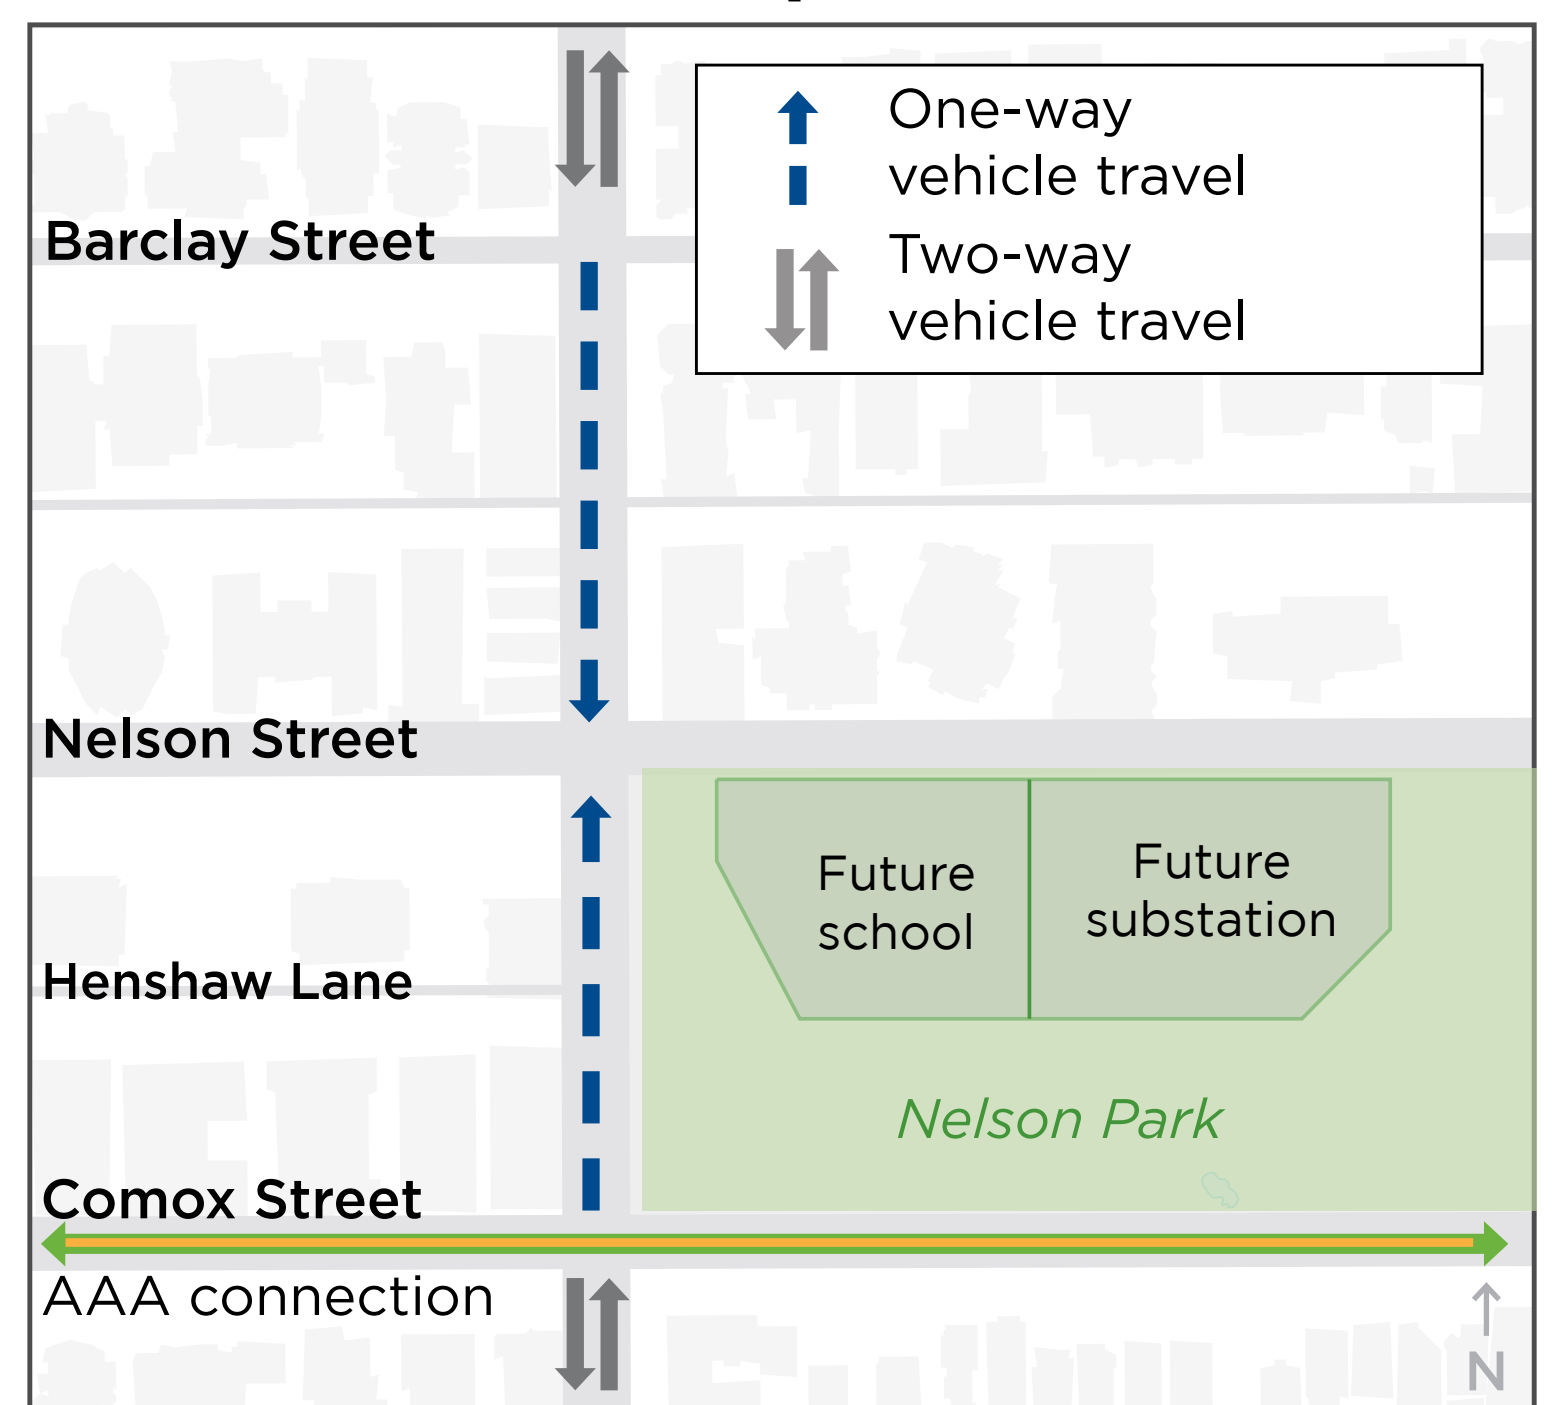 One-way
vehicle travel
Two-way
vehicle travel
Barclay Street
Nelson Street
Future
school
Future
substation
Henshaw Lane
Nelson Park
Comox Street
AAA connection
N